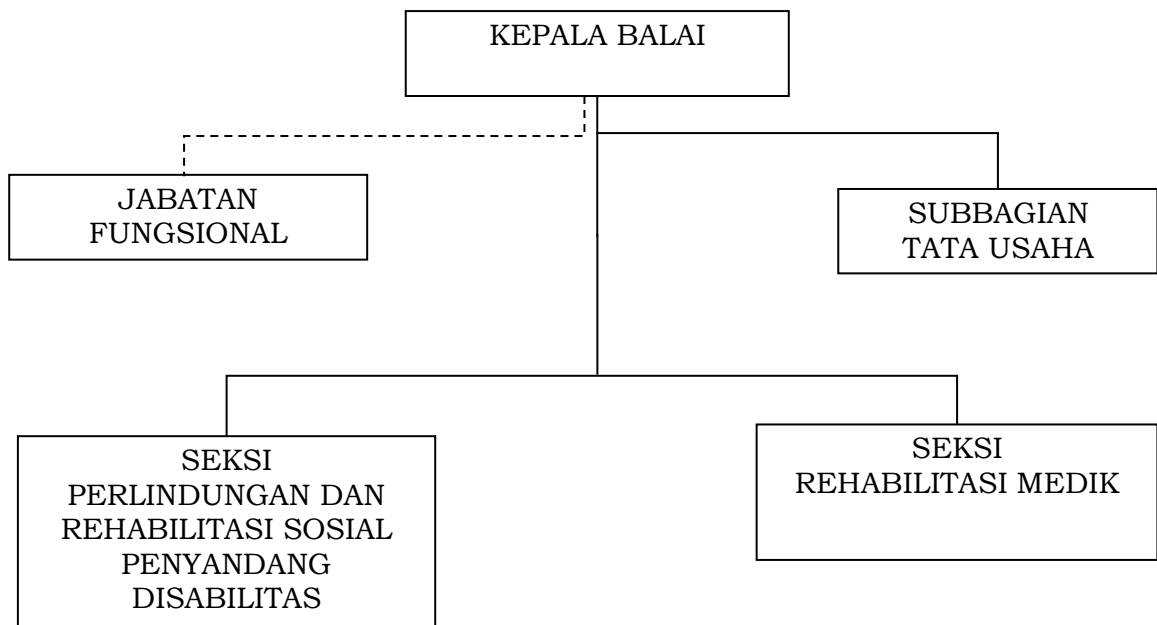 KEPALA BALAI
JABATAN
FUNGSIONAL
SUBBAGIAN
TATA USAHA
SEKSI
PERLINDUNGAN DAN
REHABILITASI SOSIAL
PENYANDANG
DISABILITAS
SEKSI
REHABILITASI MEDIK